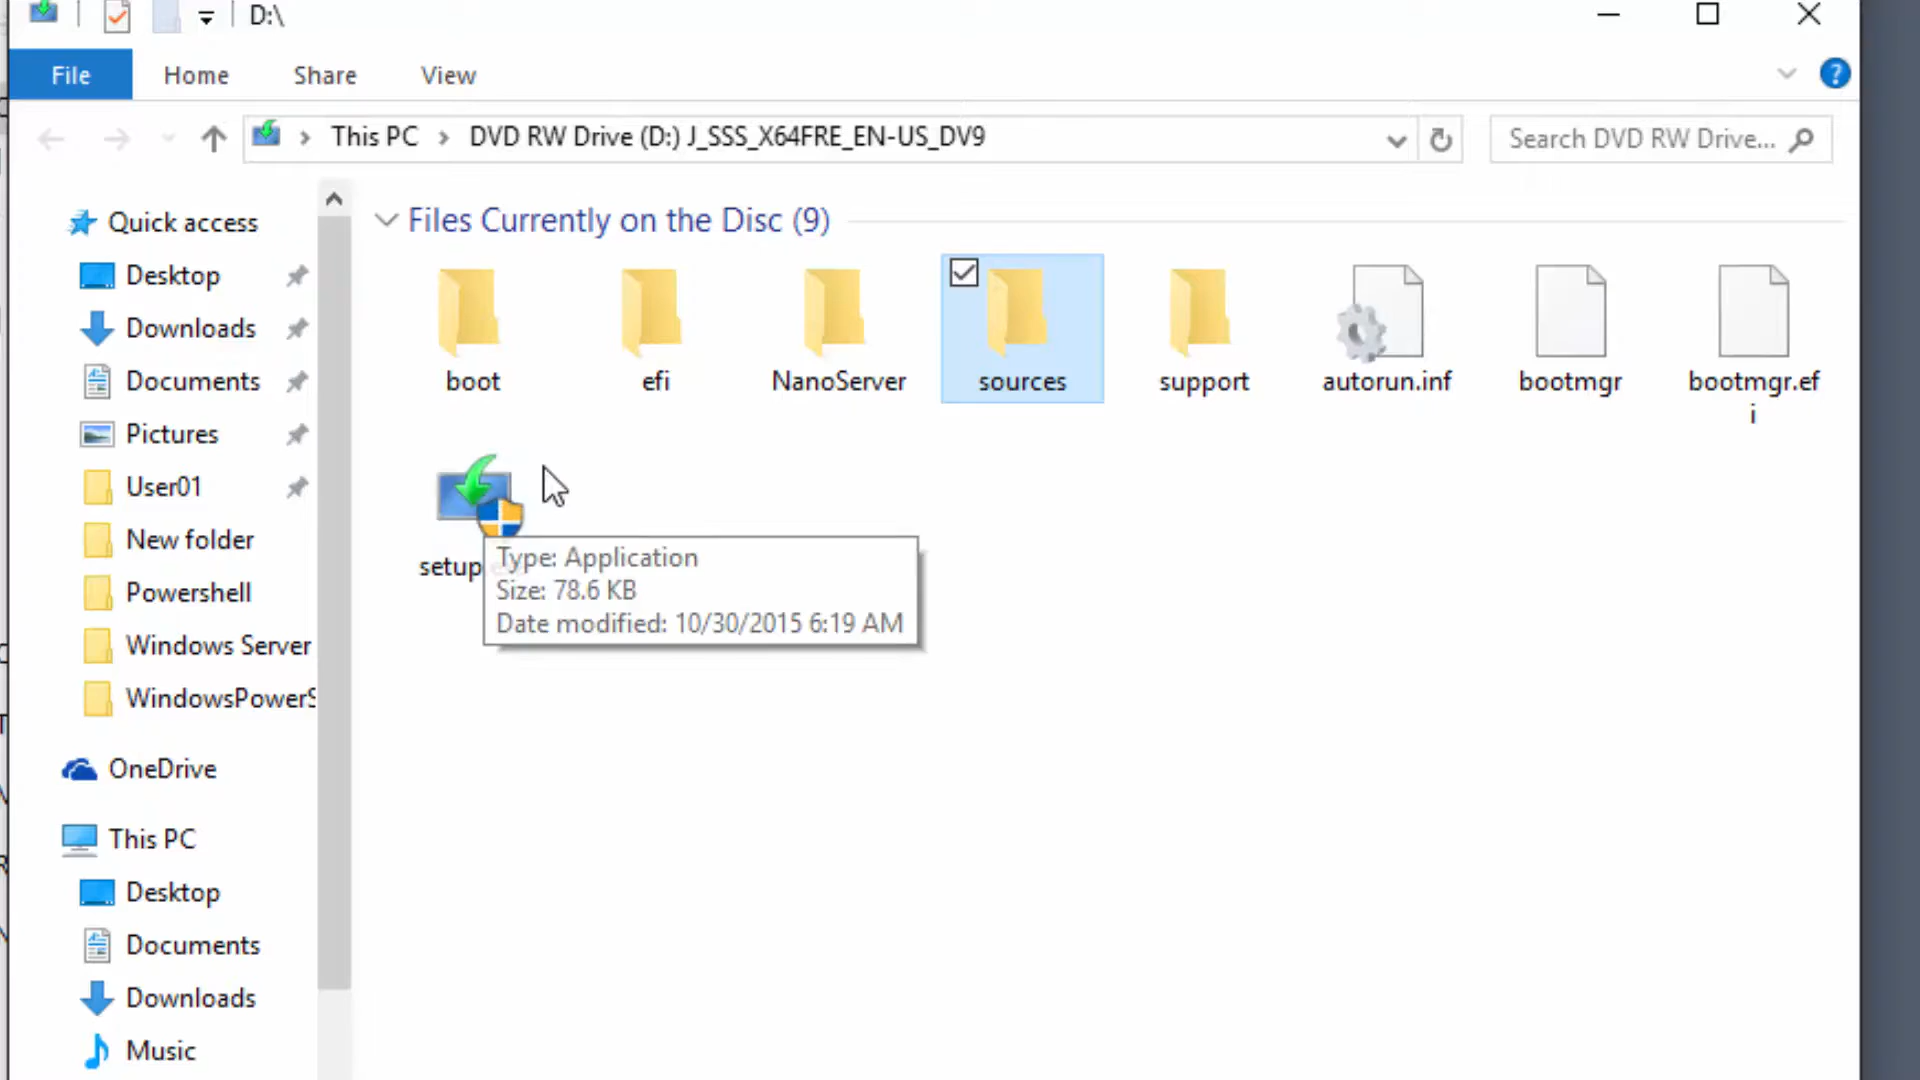 D:\
File
Home
Share
View
This PC
DVD RW Drive (D:) J_SSS_X64FRE_EN-US_DV9
Search DVD RW Drive...
Quick access
Desktop
Downloads
Documents
Pictures
User01
New folder
Powershell
Windows Server
WindowsPowerS
OneDrive
This PC
Desktop
Documents
Downloads
Music
Files Currently on the Disc (9)
boot
efi
NanoServer
sources
support
autorun.inf
bootmgr
bootmgr.ef
i
setup
Type: Application
Size: 78.6 KB
Date modified: 10/30/2015 6:19 AM